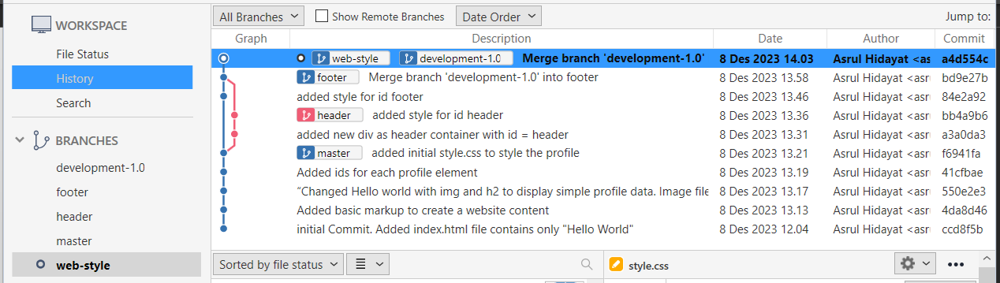 All Branches Show Remote Branches Date Order Jump to:
WORKSPACE
File Status
History
Search
BRANCHES
development-1.0
footer
header
master
web-style
Graph Description Date Author Commit
web-style development-1.0 Merge branch 'development-1.0' 8 Des 2023 14.03 Asrul Hidayat <as a4d554c
footer Merge branch 'development-1.0' into footer 8 Des 2023 13.58 Asrul Hidayat <asr bd9e27b
added style for id footer 8 Des 2023 13.46 Asrul Hidayat <asr 84e2a92
header added style for id header 8 Des 2023 13.36 Asrul Hidayat <asr bb4a9b6
added new div as header container with id = header 8 Des 2023 13.31 Asrul Hidayat <asr a3a0da3
master added initial style.css to style the profile 8 Des 2023 13.21 Asrul Hidayat <asr f6941fa
Added ids for each profile element 8 Des 2023 13.19 Asrul Hidayat <asr 41cfbae
“Changed Hello world with img and h2 to display simple profile data. Image file 8 Des 2023 13.17 Asrul Hidayat <asr 550e2e3
Added basic markup to create a website content 8 Des 2023 13.13 Asrul Hidayat <asr 4da8d46
initial Commit. Added index.html file contains only "Hello World" 8 Des 2023 12.04 Asrul Hidayat <asr ccd8f5b
Sorted by file status style.css